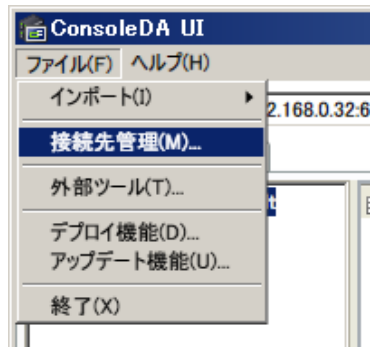 ConsoleDA UI
ファイル(F) ヘルプ(H)
インポート(I)
2.168.0.32:6
接続先管理(M)...
外部ツール(T)...
t
デプロイ機能(D)...
アップデート機能(U)...
終了(X)